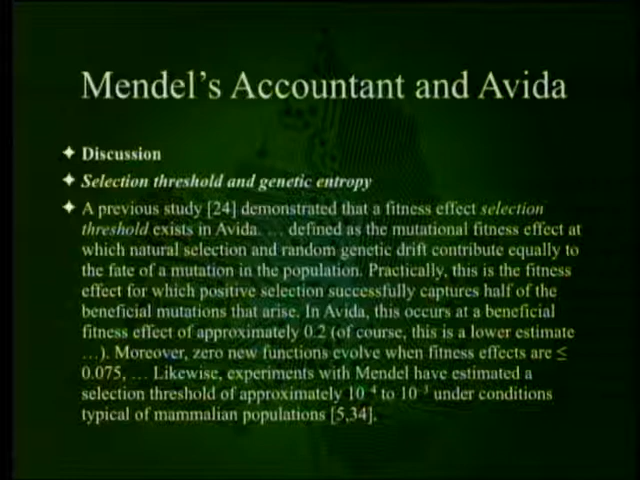 Mendel's Accountant and Avida
Discussion
Selection threshold and genetic entropy
A previous study [24] demonstrated that a fitness effect selection
threshold exists in Avida. … defined as the mutational fitness effect at
which natural selection and random genetic drift contribute equally to
the fate of a mutation in the population. Practically, this is the fitness
effect for which positive selection successfully captures half of the
beneficial mutations that arise. In Avida, this occurs at a beneficial
fitness effect of approximately 0.2 (of course, this is a lower estimate
…). Moreover, zero new functions evolve when fitness effects are ≤
0.075, … Likewise, experiments with Mendel have estimated a
selection threshold of approximately 10⁻⁴ to 10⁻³ under conditions
typical of mammalian populations [5,34].